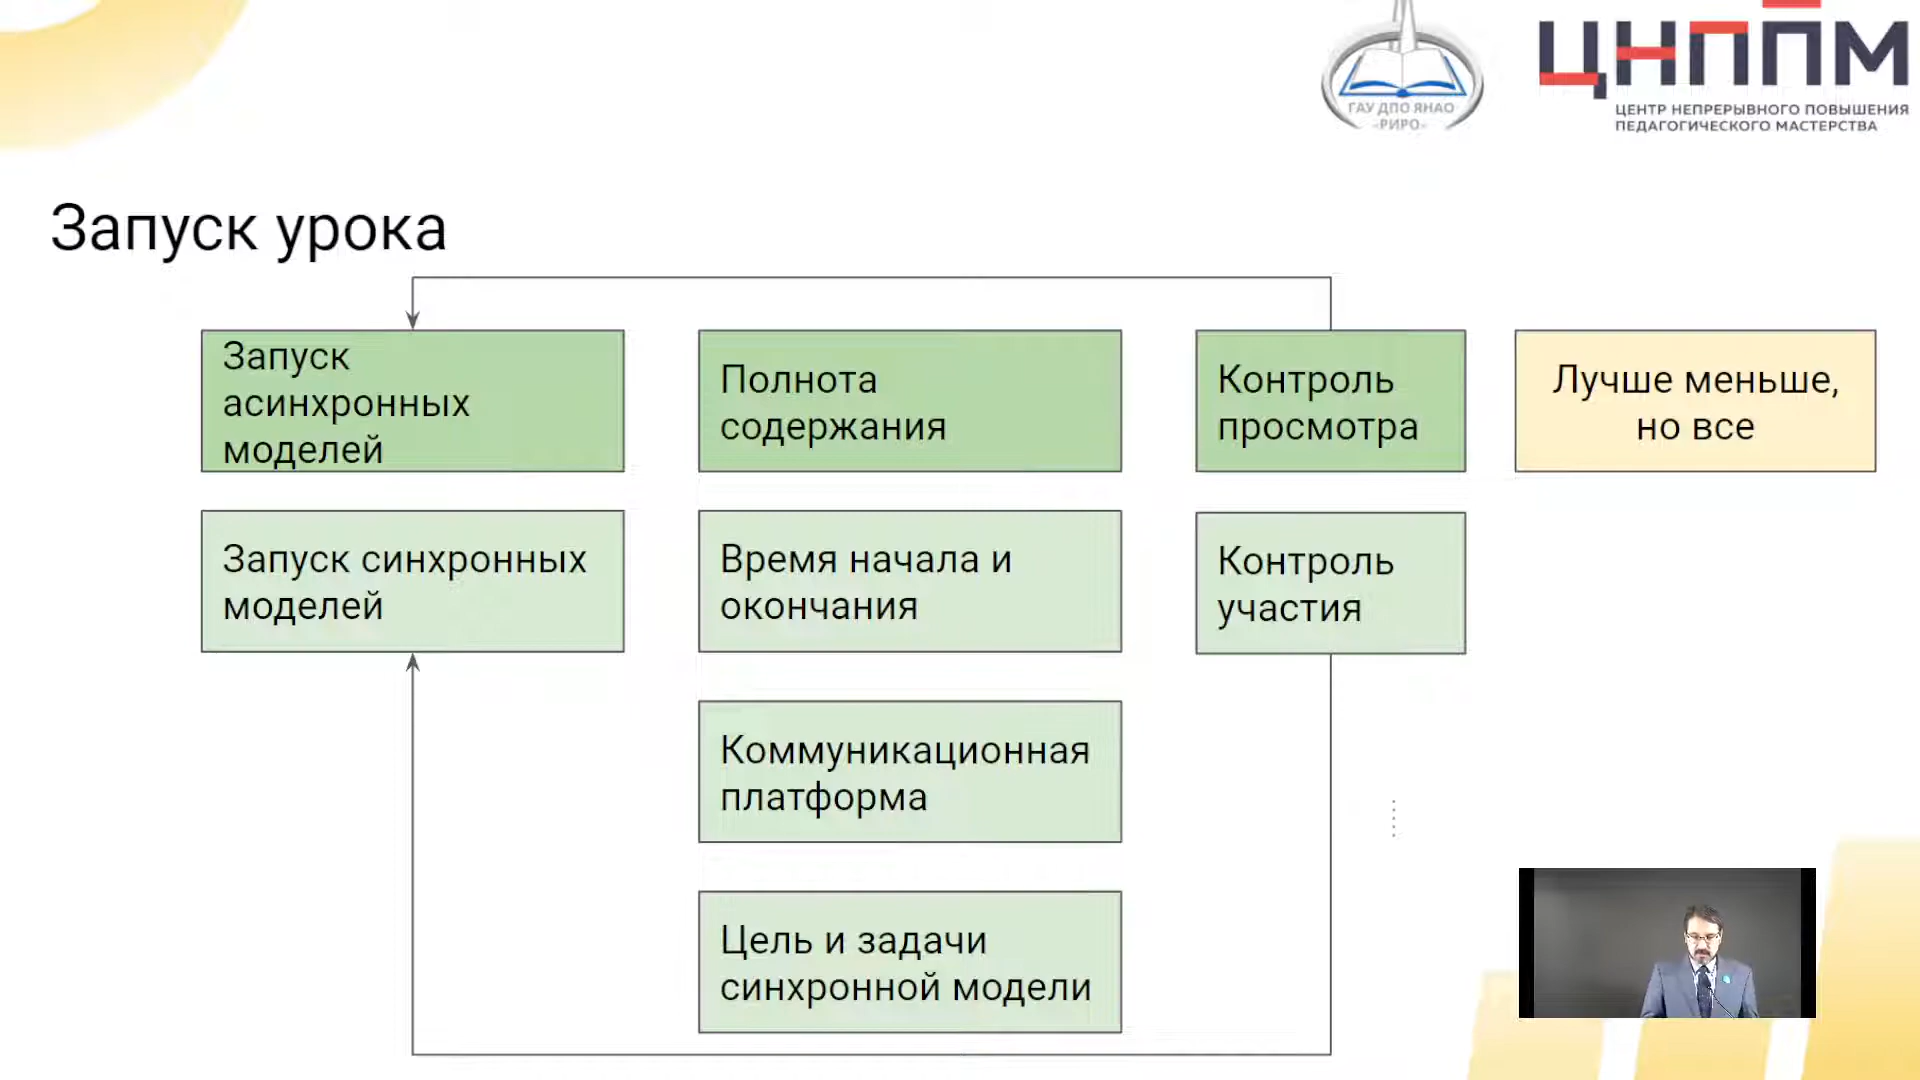 ГАУ ДПО ЯНАО
«РИРО»
ЦНППМ
ЦЕНТР НЕПРЕРЫВНОГО ПОВЫШЕНИЯ
ПЕДАГОГИЧЕСКОГО МАСТЕРСТВА
Запуск урока
Запуск
асинхронных
моделей
Полнота
содержания
Контроль
просмотра
Лучше меньше,
но все
Запуск синхронных
моделей
Время начала и
окончания
Контроль
участия
Коммуникационная
платформа
Цель и задачи
синхронной модели